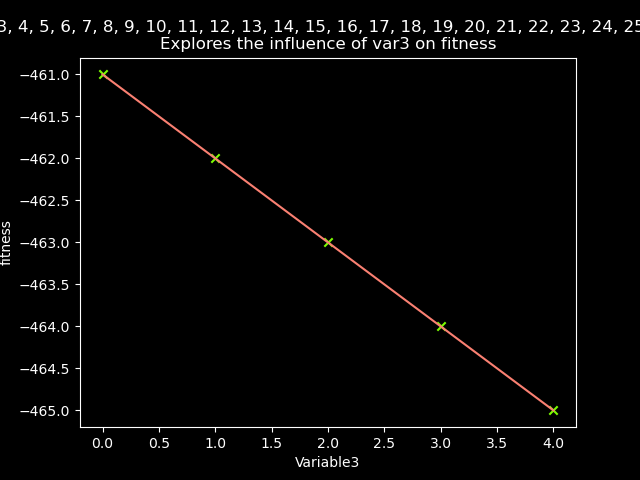 3, 4, 5, 6, 7, 8, 9, 10, 11, 12, 13, 14, 15, 16, 17, 18, 19, 20, 21, 22, 23, 24, 25
Explores the influence of var3 on fitness
−461.0
−461.5
−462.0
−462.5
−463.0
−463.5
−464.0
−464.5
−465.0
fitness
0.0 0.5 1.0 1.5 2.0 2.5 3.0 3.5 4.0
Variable3